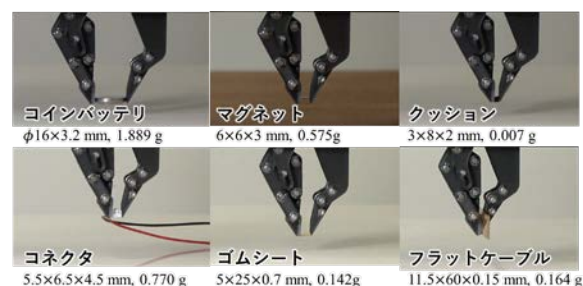 コインバッテリ
φ16×3.2 mm, 1.889 g
マグネット
6×6×3 mm, 0.575g
クッション
3×8×2 mm, 0.007 g
コネクタ
5.5×6.5×4.5 mm, 0.770 g
ゴムシート
5×25×0.7 mm, 0.142g
フラットケーブル
11.5×60×0.15 mm, 0.164 g